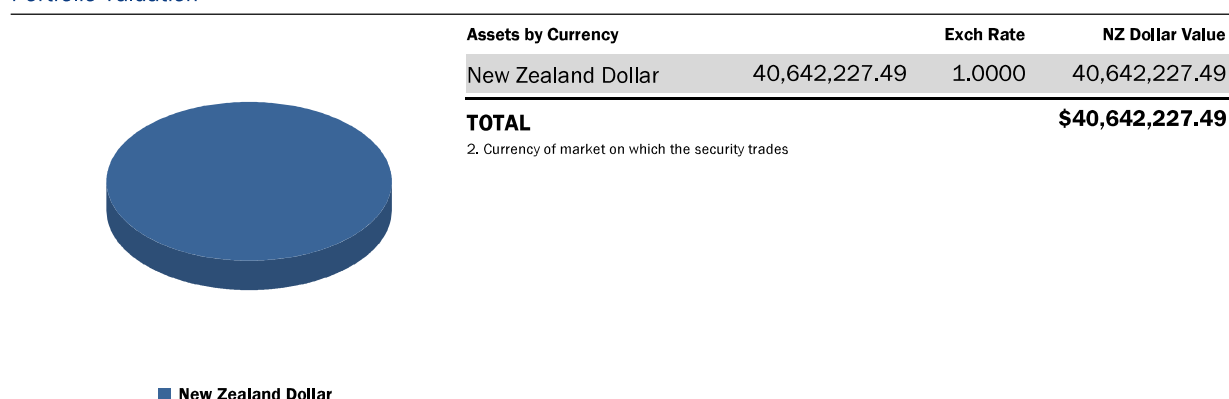 Portfolio Valuation
Assets by Currency Exch Rate NZ Dollar Value
New Zealand Dollar 40,642,227.49 1.0000 40,642,227.49
TOTAL $40,642,227.49
2. Currency of market on which the security trades
New Zealand Dollar